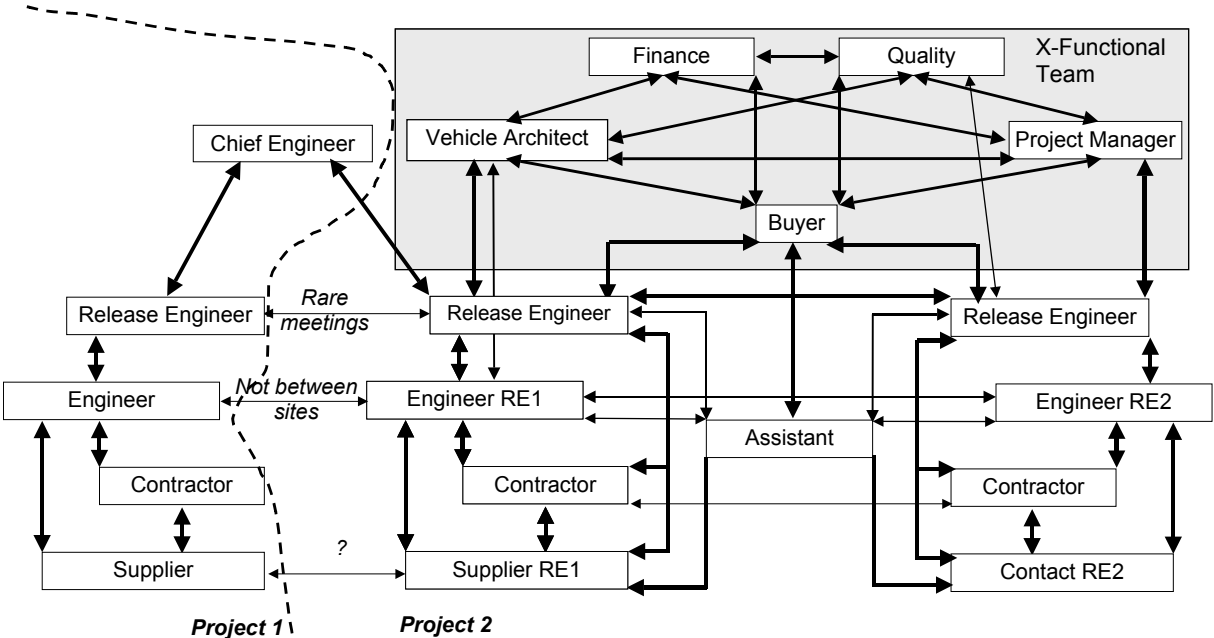 Finance
Quality
X-Functional
Team
Chief Engineer
Vehicle Architect
Project Manager
Buyer
Release Engineer
Rare
meetings
Release Engineer
Release Engineer
Engineer
Not between
sites
Engineer RE1
Engineer RE2
Assistant
Contractor
Contractor
Contractor
Supplier
?
Supplier RE1
Contact RE2
Project 1
Project 2